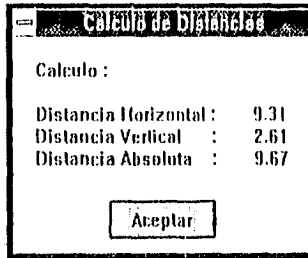 Calculo de Distancias
Calculo :
Distancia Horizontal : 9.31
Distancia Vertical : 2.61
Distancia Absoluta : 9.67
Aceptar